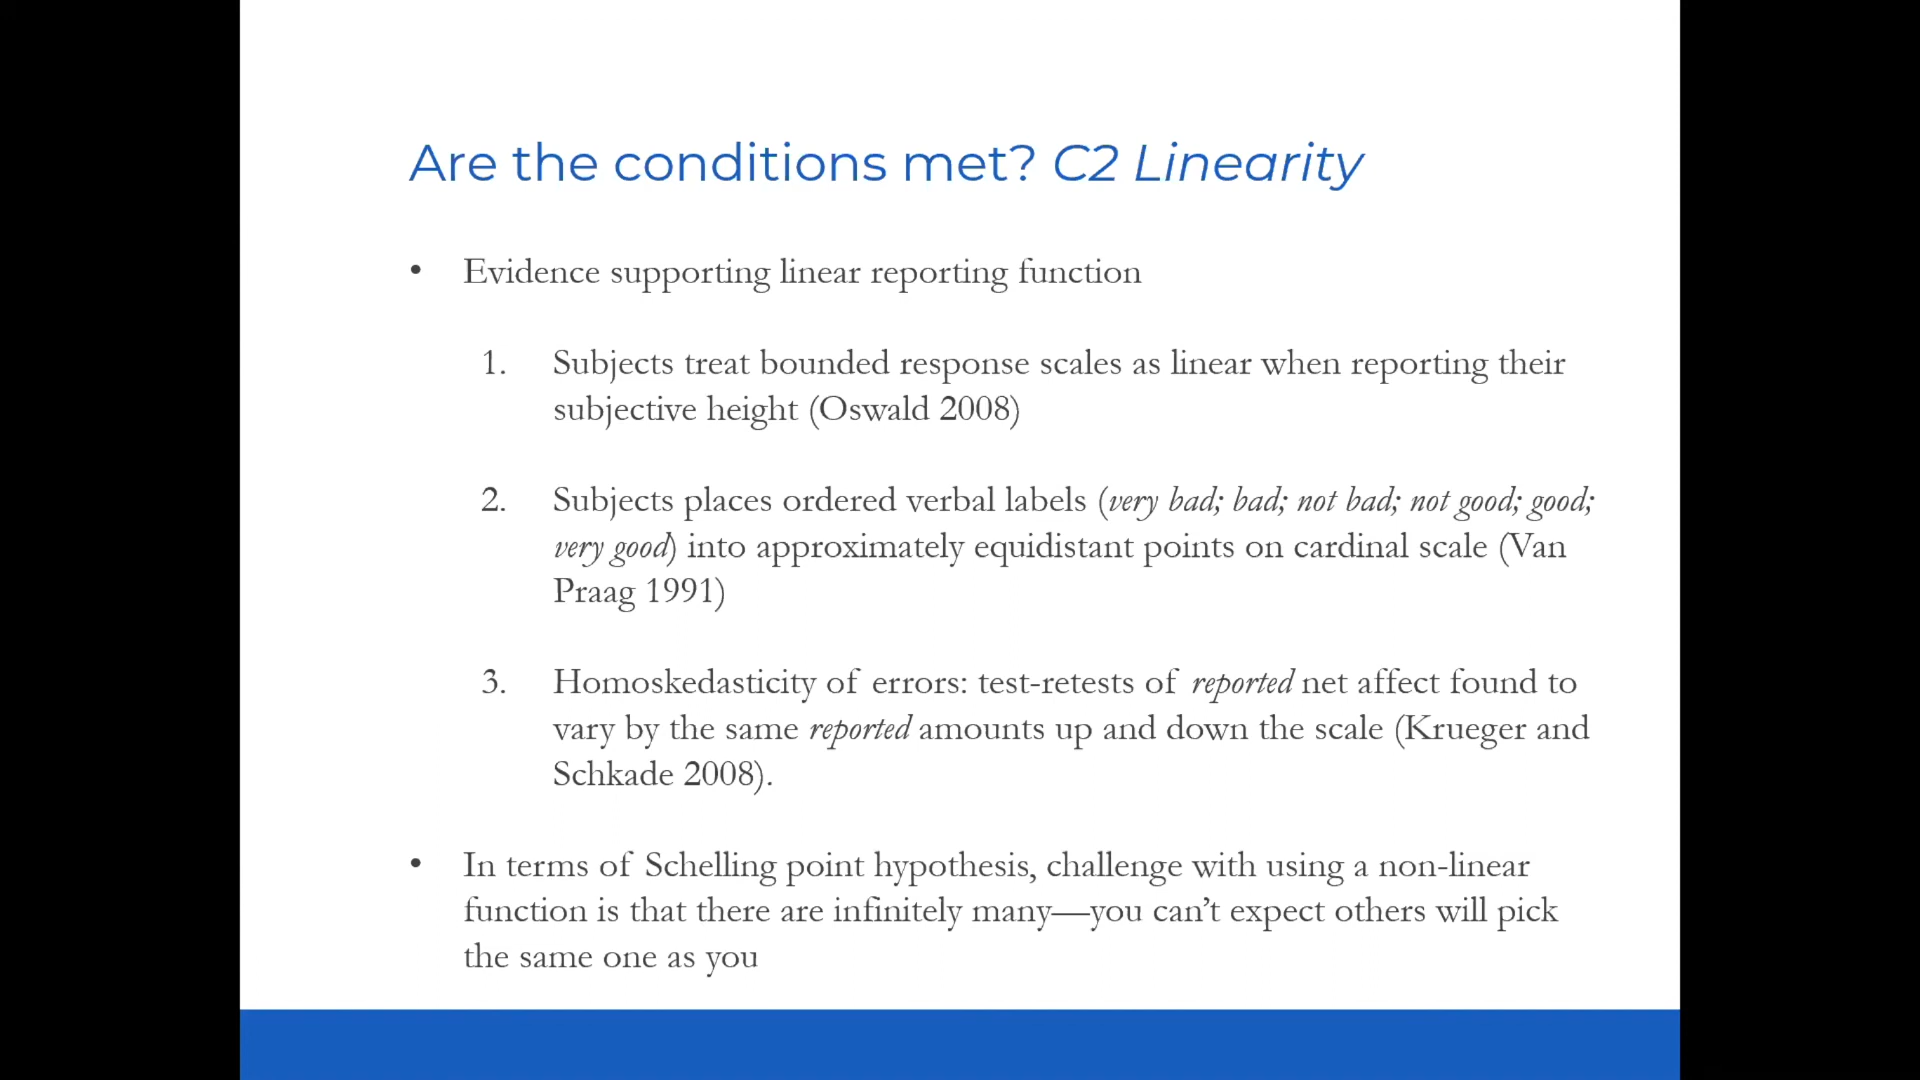 Are the conditions met? C2 Linearity
• Evidence supporting linear reporting function
1. Subjects treat bounded response scales as linear when reporting their
subjective height (Oswald 2008)
2. Subjects places ordered verbal labels (very bad; bad; not bad; not good; good;
very good) into approximately equidistant points on cardinal scale (Van
Praag 1991)
3. Homoskedasticity of errors: test-retests of reported net affect found to
vary by the same reported amounts up and down the scale (Krueger and
Schkade 2008).
• In terms of Schelling point hypothesis, challenge with using a non-linear
function is that there are infinitely many—you can’t expect others will pick
the same one as you